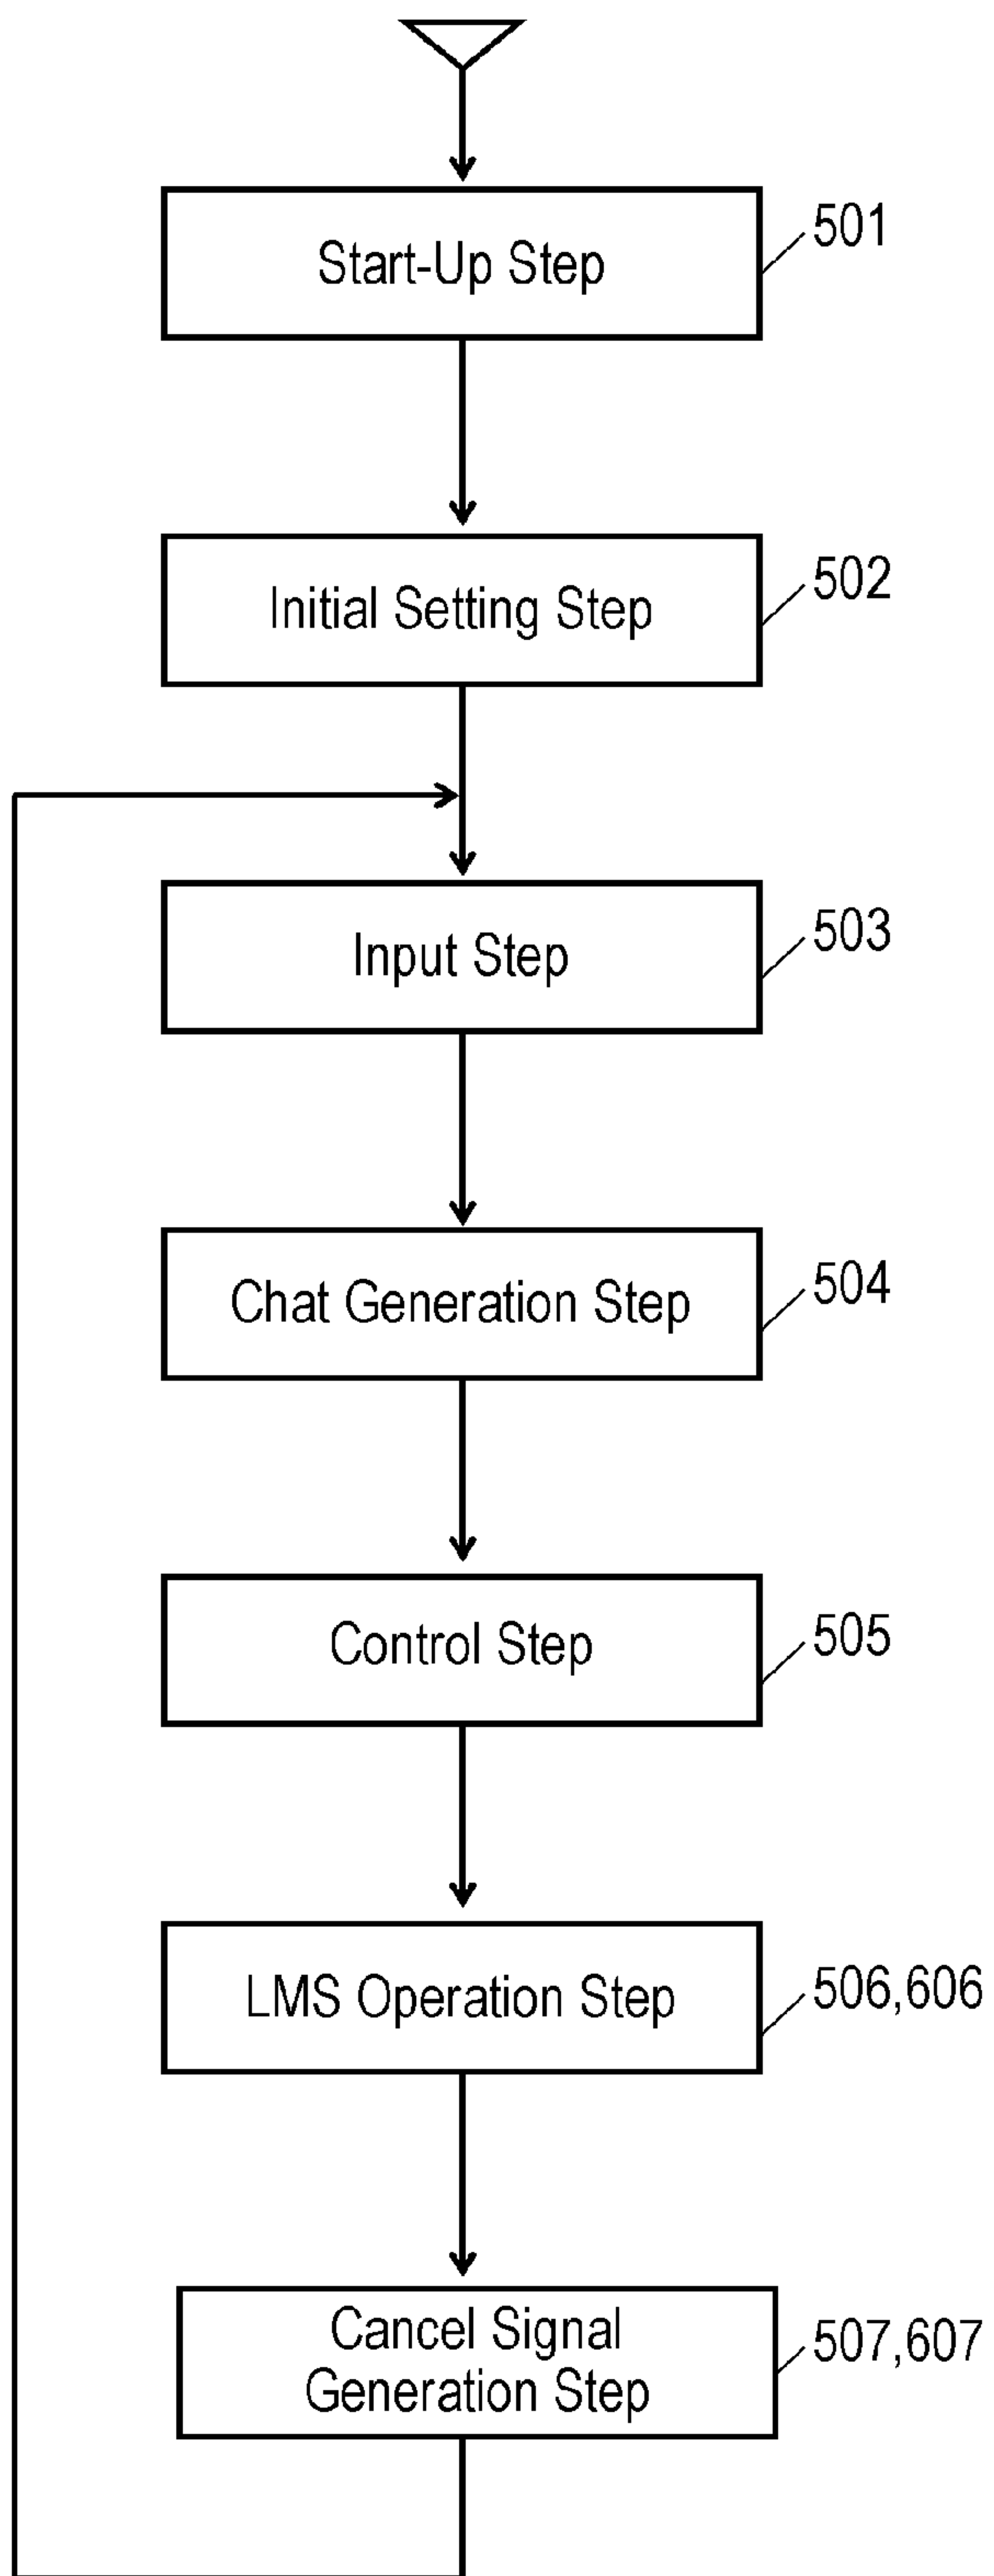 Start-Up Step
501
Initial Setting Step
502
Input Step
503
Chat Generation Step
504
Control Step
505
LMS Operation Step
506,606
Cancel Signal
Generation Step
507,607